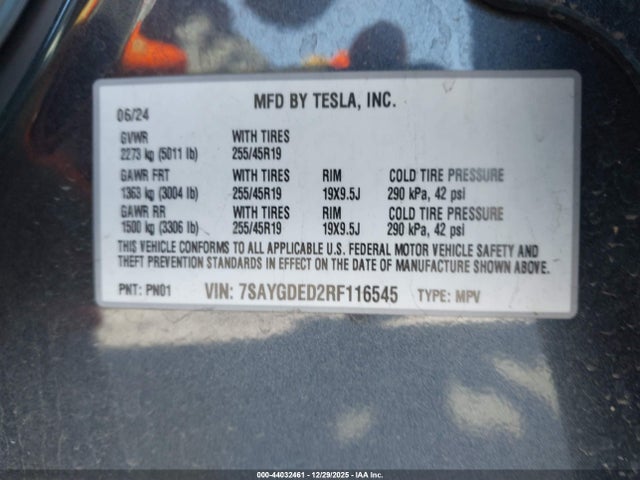 MFD BY TESLA, INC.
06/24
GVWR WITH TIRES
2273 kg (5011 lb) 255/45R19
GAWR FRT WITH TIRES RIM COLD TIRE PRESSURE
1363 kg (3004 lb) 255/45R19 19X9.5J 290 kPa, 42 psi
GAWR RR WITH TIRES RIM COLD TIRE PRESSURE
1500 kg (3306 lb) 255/45R19 19X9.5J 290 kPa, 42 psi
THIS VEHICLE CONFORMS TO ALL APPLICABLE U.S. FEDERAL MOTOR VEHICLE SAFETY AND
THEFT PREVENTION STANDARDS IN EFFECT ON THE DATE OF MANUFACTURE SHOWN ABOVE.
PNT: PN01 VIN: 7SAYGDED2RF116545 TYPE: MPV
000-44032461 - 12/29/2025 - IAA Inc.